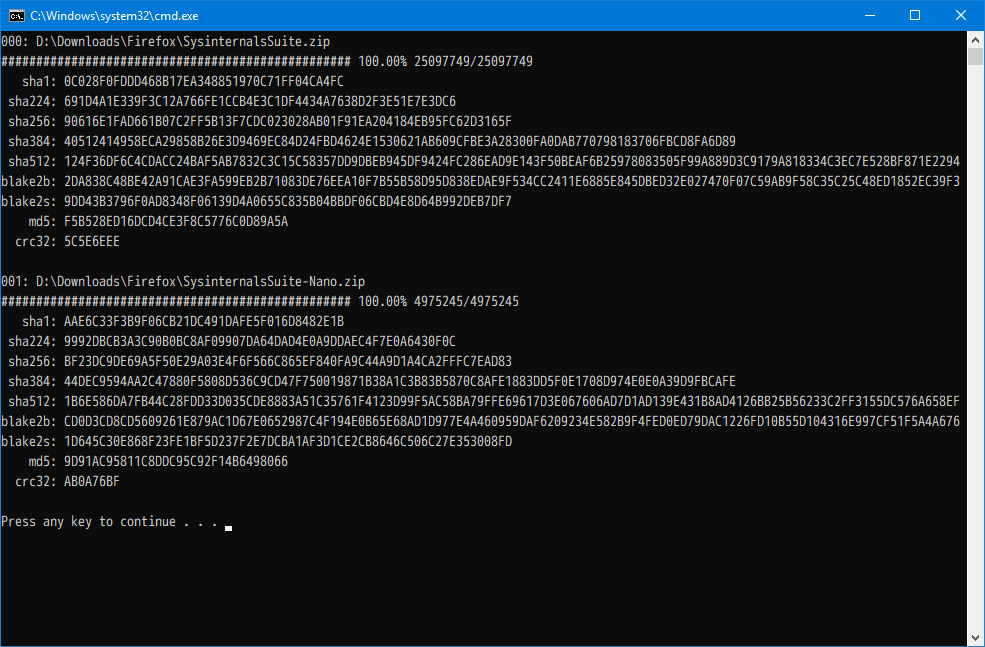 C:\Windows\system32\cmd.exe
000: D:\Downloads\Firefox\SysinternalsSuite.zip
################################################## 100.00% 25097749/25097749
sha1: 0C028F0FDDD468B17EA348851970C71FF04CA4FC
sha224: 691D4A1E339F3C12A766FE1CCB4E3C1DF4434A7638D2F3E51E7E3DC6
sha256: 90616E1FAD661B07C2FF5B13F7CDC023028AB01F91EA204184EB95FC62D3165F
sha384: 40512414958ECA29858B26E3D9469EC84D24FBD4624E1530621AB609CFBE3A28300FA0DAB770798183706FBCD8FA6D89
sha512: 124F36DF6C4CDACC24BAF5AB7832C3C15C58357DD9DBEB945DF9424FC286EAD9E143F50BEAF6B25978083505F99A889D3C9179A818334C3EC7E528BF871E2294
blake2b: 2DA838C48BE42A91CAE3FA599EB2B71083DE76EEA10F7B55B58D95D838EDAE9F534CC2411E6885E845DBED32E027470F07C59AB9F58C35C25C48ED1852EC39F3
blake2s: 9DD43B3796F0AD8348F06139D4A0655C835B04BBDF06CBD4E8D64B992DEB7DF7
md5: F5B528ED16DCD4CE3F8C5776C0D89A5A
crc32: 5C5E6EEE
001: D:\Downloads\Firefox\SysinternalsSuite-Nano.zip
################################################## 100.00% 4975245/4975245
sha1: AAE6C33F3B9F06CB21DC491DAFE5F016D8482E1B
sha224: 9992DBCB3A3C90B0BC8AF09907DA64DAD4E0A9DDAEC4F7E0A6430F0C
sha256: BF23DC9DE69A5F50E29A03E4F6F566C865EF840FA9C44A9D1A4CA2FFFC7EAD83
sha384: 44DEC9594AA2C47880F5808D536C9CD47F750019871B38A1C3B83B5870C8AFE1883DD5F0E1708D974E0E0A39D9FBCAFE
sha512: 1B6E586DA7FB44C28FDD33D035CDE8883A51C35761F4123D99F5AC58BA79FFE69617D3E067606AD7D1AD139E431B8AD4126BB25B56233C2FF3155DC576A658EF
blake2b: CD0D3CD8CD5609261E879AC1D67E0652987C4F194E0B65E68AD1D977E4A460959DAF6209234E582B9F4FED0ED79DAC1226FD10B55D104316E997CF51F5A4A676
blake2s: 1D645C30E868F23FE1BF5D237F2E7DCBA1AF3D1CE2CB8646C506C27E353008FD
md5: 9D91AC95811C8DDC95C92F14B6498066
crc32: AB0A76BF
Press any key to continue . . .